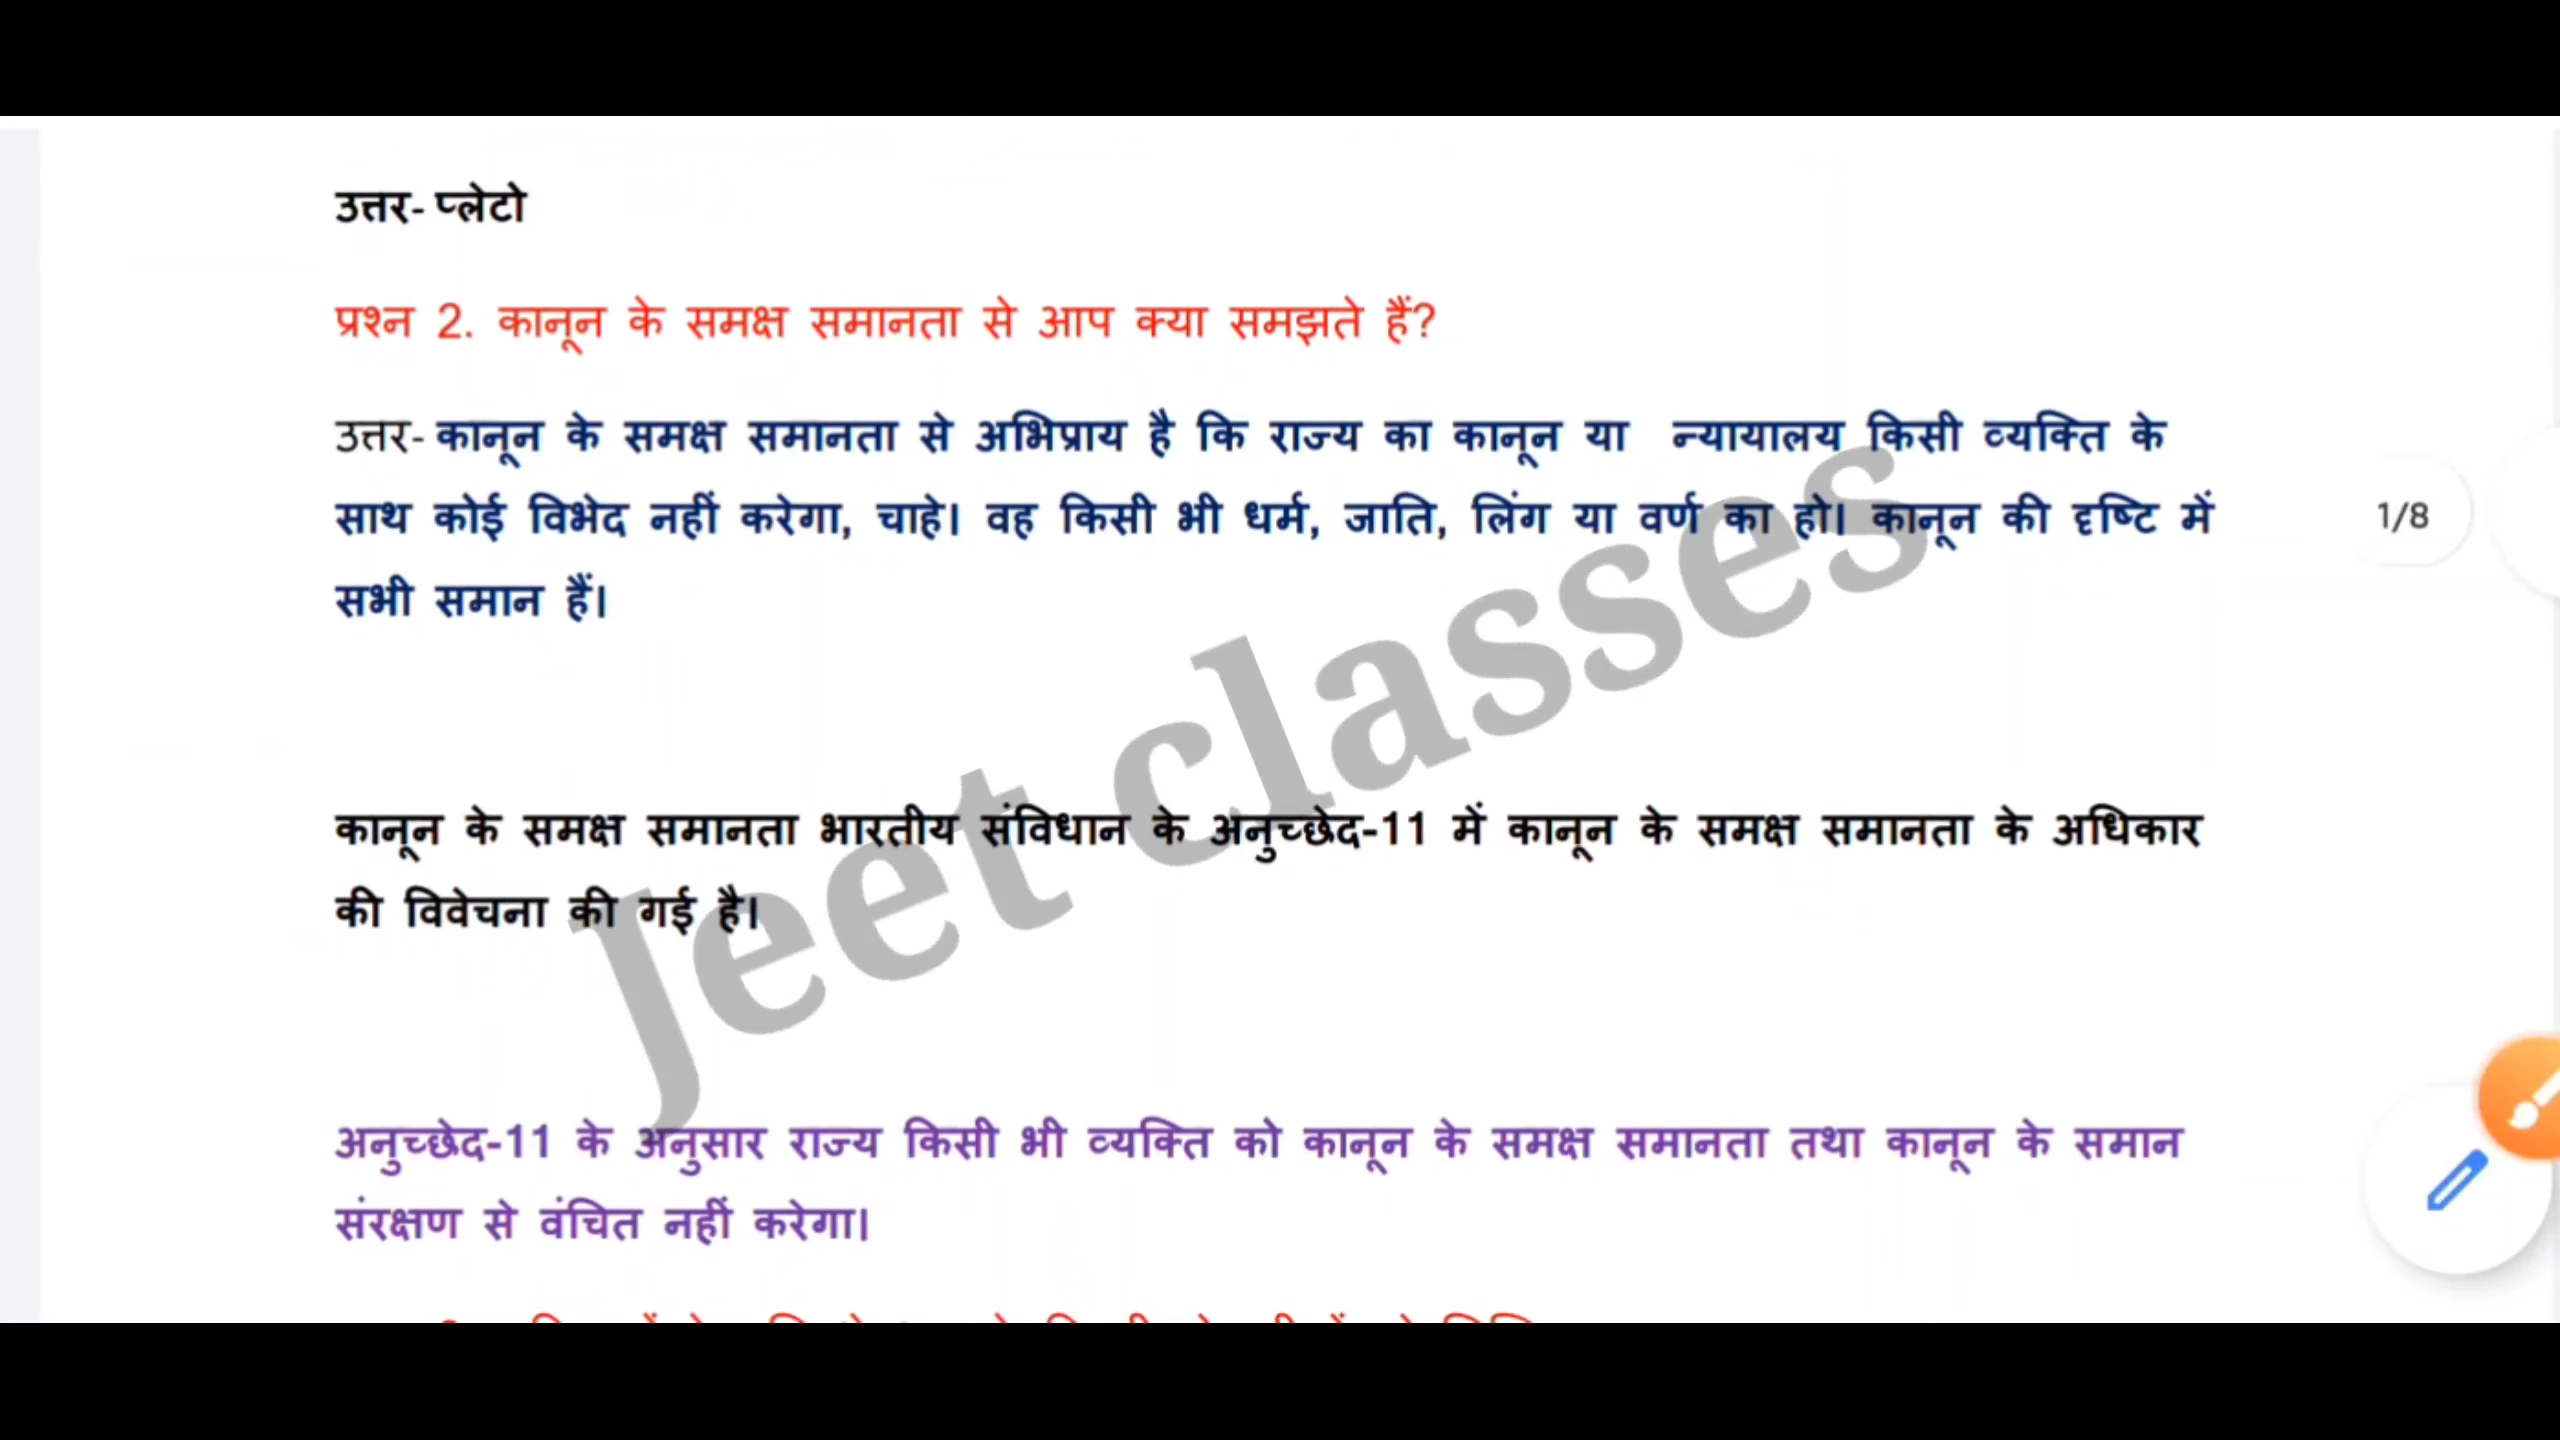 उत्तर- प्लेटो
प्रश्न 2. कानून के समक्ष समानता से आप क्या समझते हैं?
उत्तर- कानून के समक्ष समानता से अभिप्राय है कि राज्य का कानून या न्यायालय किसी व्यक्ति के
साथ कोई विभेद नहीं करेगा, चाहे। वह किसी भी धर्म, जाति, लिंग या वर्ण का हो। कानून की दृष्टि में
सभी समान हैं।
1/8
Jeet classes
कानून के समक्ष समानता भारतीय संविधान के अनुच्छेद-11 में कानून के समक्ष समानता के अधिकार
की विवेचना की गई है।
अनुच्छेद-11 के अनुसार राज्य किसी भी व्यक्ति को कानून के समक्ष समानता तथा कानून के समान
संरक्षण से वंचित नहीं करेगा।